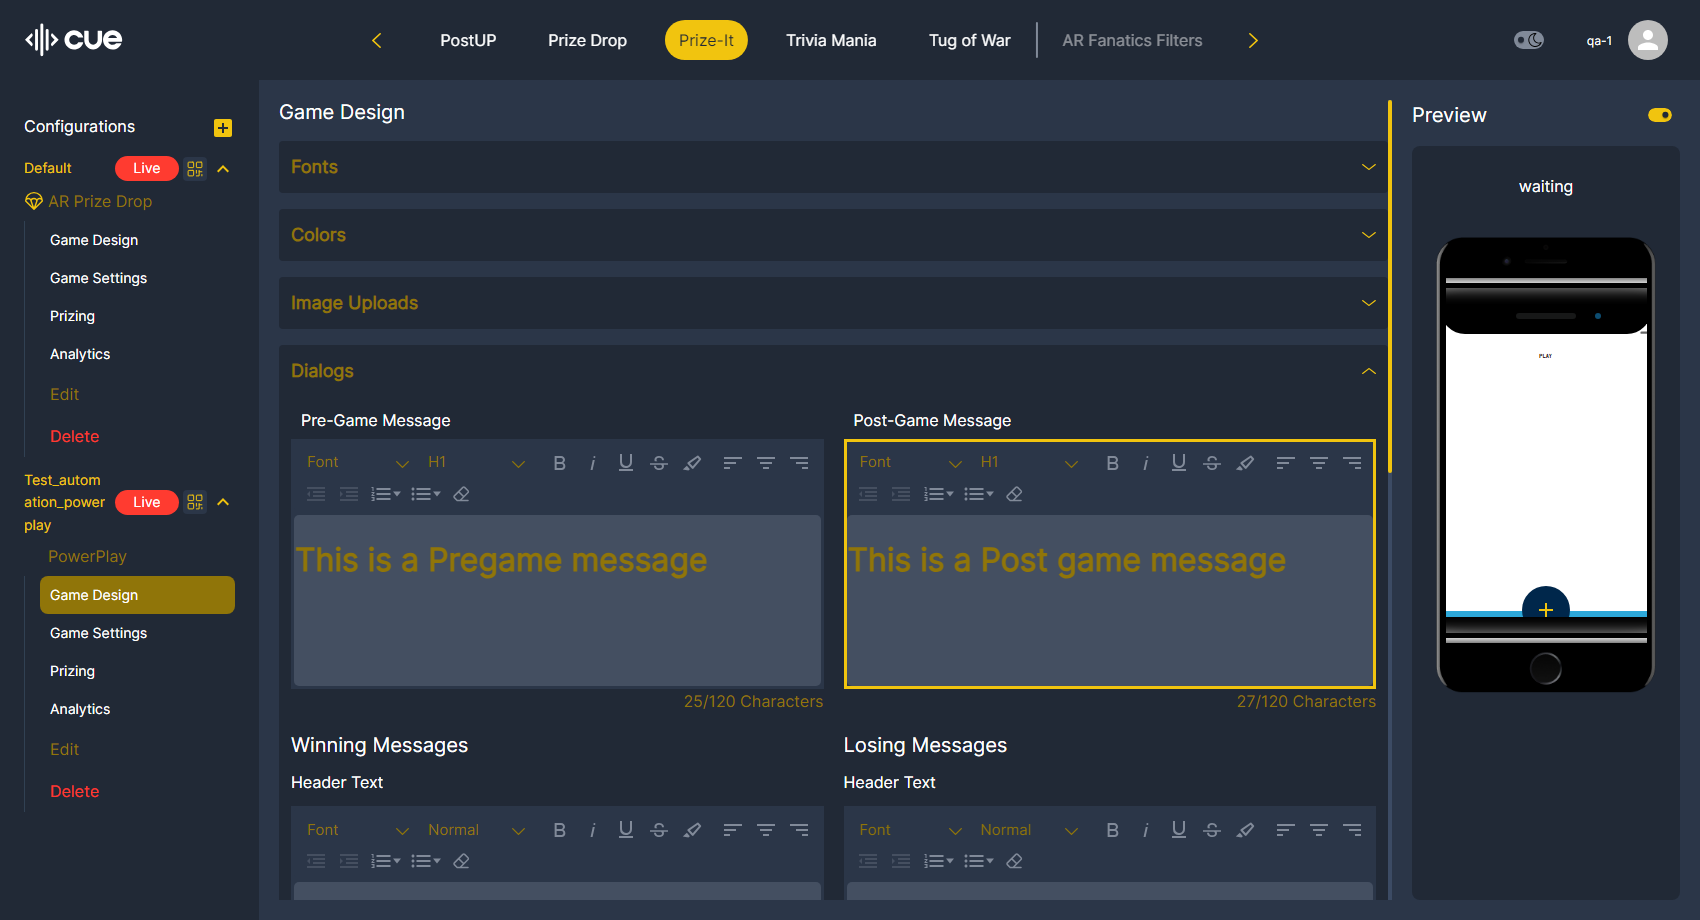 cue
PostUP
Prize Drop
Prize-It
Trivia Mania
Tug of War
AR Fanatics Filters
qa-1
Configurations
Default
Live
AR Prize Drop
Game Design
Game Settings
Prizing
Analytics
Edit
Delete
Test_autom
ation_power
play
Live
PowerPlay
Game Design
Game Settings
Prizing
Analytics
Edit
Delete
Game Design
Fonts
Colors
Image Uploads
Dialogs
Pre-Game Message
Font
H1
This is a Pregame message
25/120 Characters
Post-Game Message
Font
H1
This is a Post game message
27/120 Characters
Winning Messages
Header Text
Font
Normal
Losing Messages
Header Text
Font
Normal
Preview
waiting
PLAY